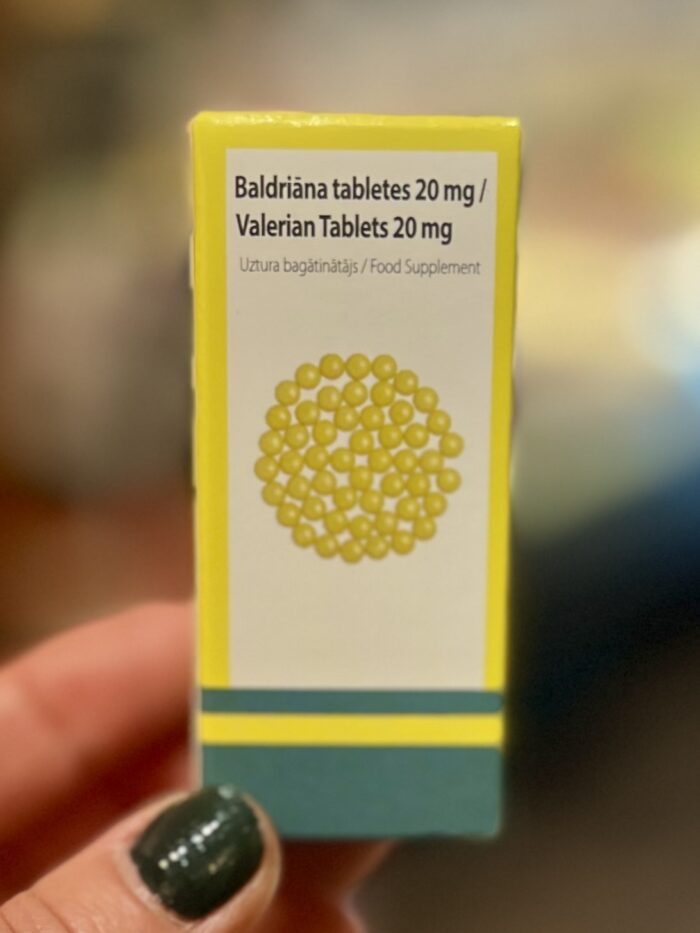 Baldriāna tabletes 20 mg /
Valerian Tablets 20 mg
Uztura bagātinātājs / Food Supplement